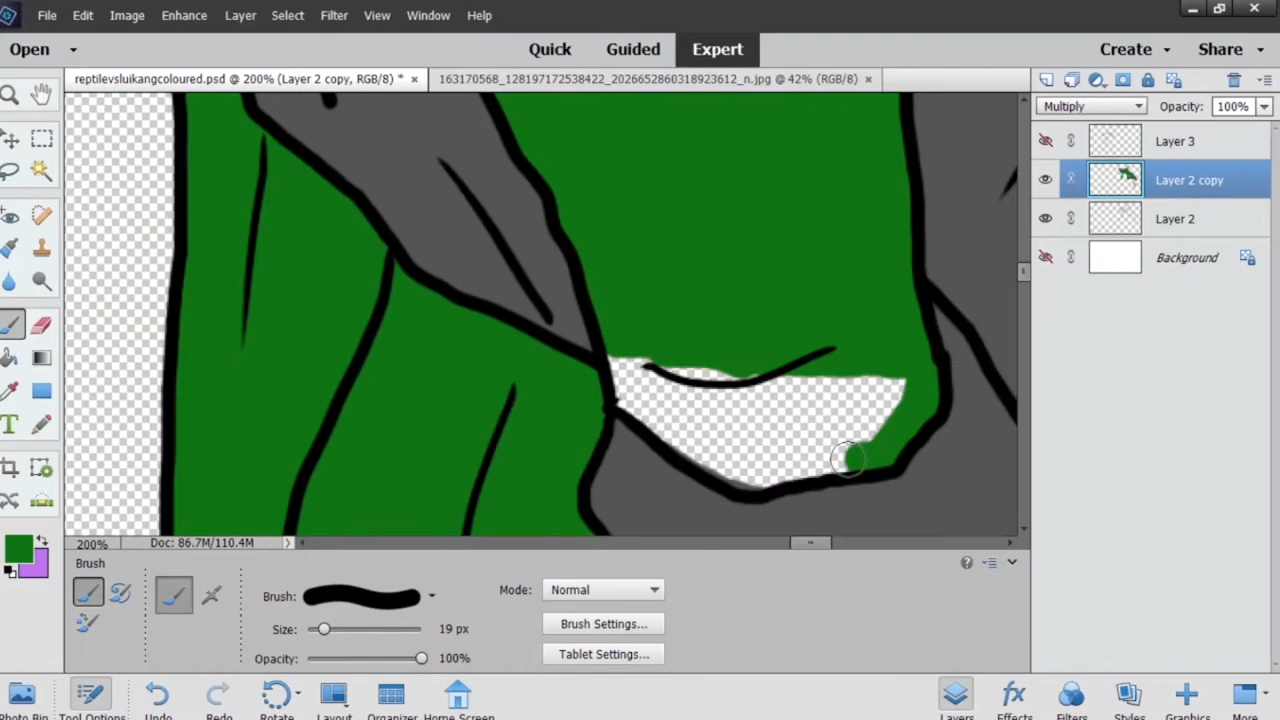 File Edit Image Enhance Layer Select Filter View Window Help
Open Quick Guided Expert Create Share
reptilevsluikangcoloured.psd @ 200% (Layer 2 copy, RGB/8) * × 163170568_128197172538422_2026652860318923612_n.jpg @ 42% (RGB/8) ×
Multiply Opacity: 100%
Layer 3
Layer 2 copy
Layer 2
Background
200% Doc: 86.7M/110.4M
Brush
Brush: Mode: Normal
Size: 19 px Brush Settings...
Opacity: 100% Tablet Settings...
Photo Bin Tool Options Undo Redo Rotate Layout Organizer Home Screen Layers Effects Filters Styles Graphics More